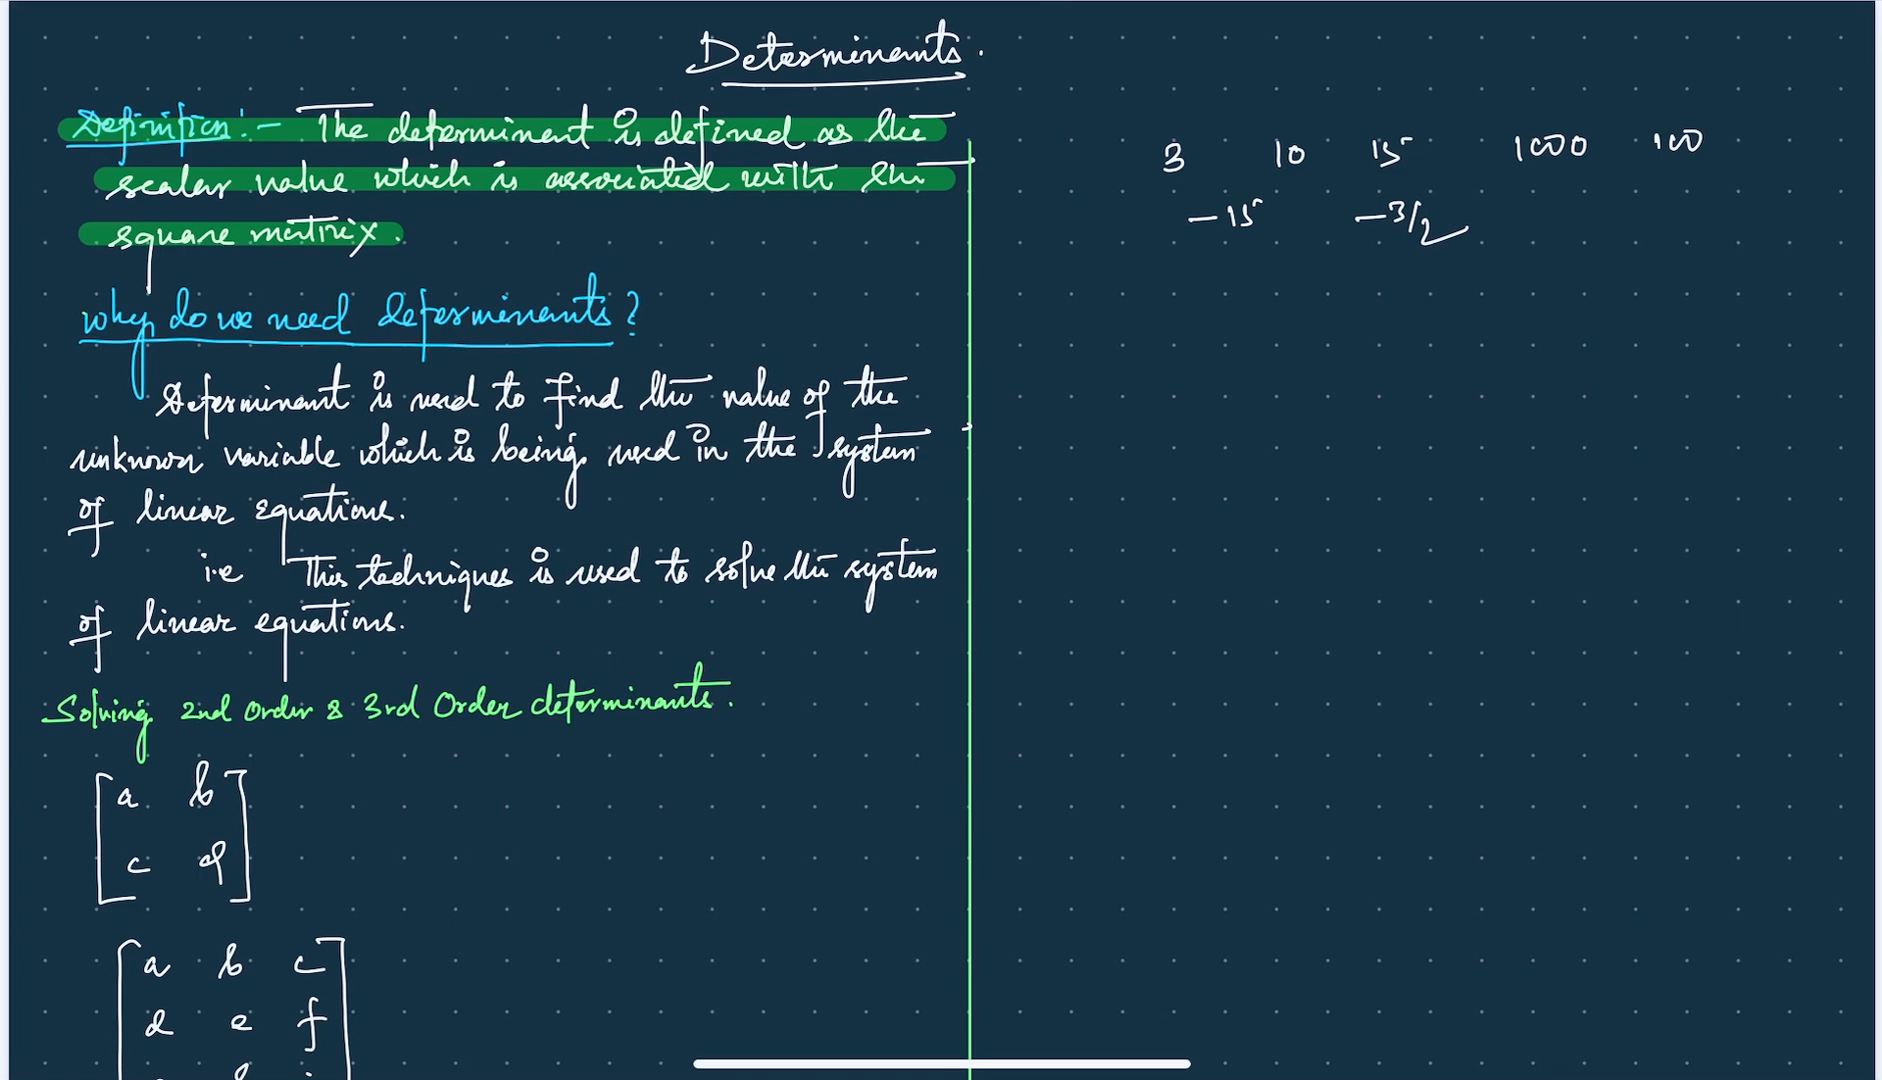 Determinants.
Definition:- The determinent is defined as the
scalar value which is associated with the
square matrix.
why do we need determinents?
Determinant is used to find the value of the
unknown variable which is being used in the system
of linear equations.
i.e This techniques is used to solve the system
of linear equations.
Solving 2nd order & 3rd Order determinants.
a b
c d
a b c
d e f
3 10 15 1000 100
-15 -3/2